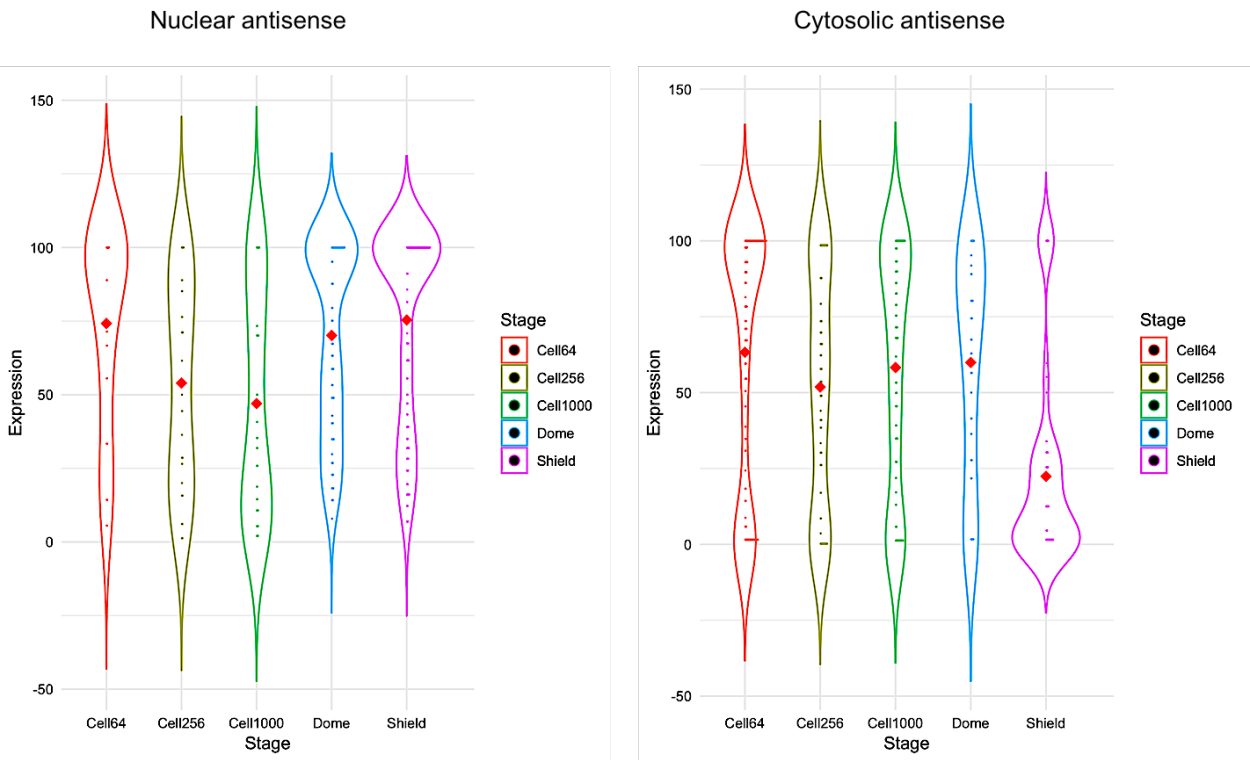 Nuclear antisense
Cytosolic antisense
150
100
50
0
-50
Expression
Cell64
Cell256
Cell1000
Dome
Shield
Stage
Stage
Cell64
Cell256
Cell1000
Dome
Shield
150
100
50
0
-50
Expression
Cell64
Cell256
Cell1000
Dome
Shield
Stage
Stage
Cell64
Cell256
Cell1000
Dome
Shield